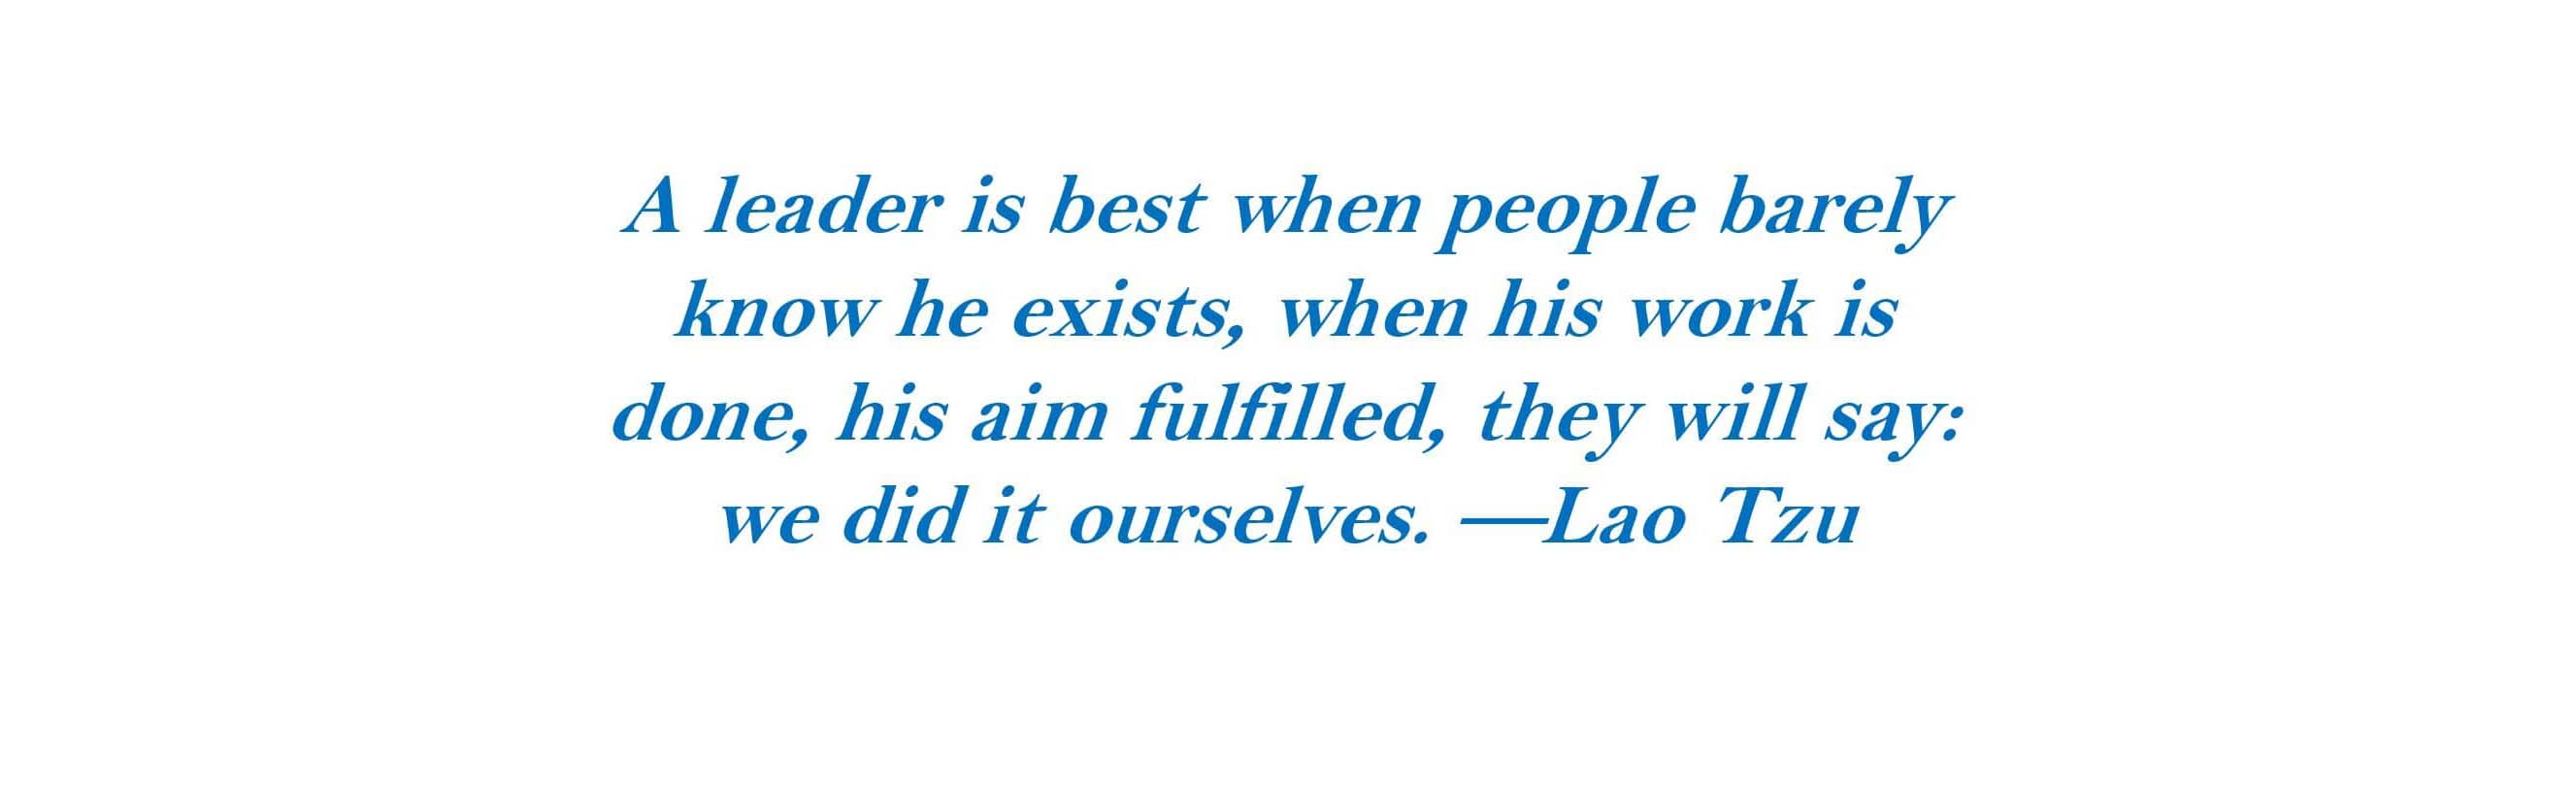 A leader is best when people barely
know he exists, when his work is
done, his aim fulfilled, they will say:
we did it ourselves. —Lao Tzu